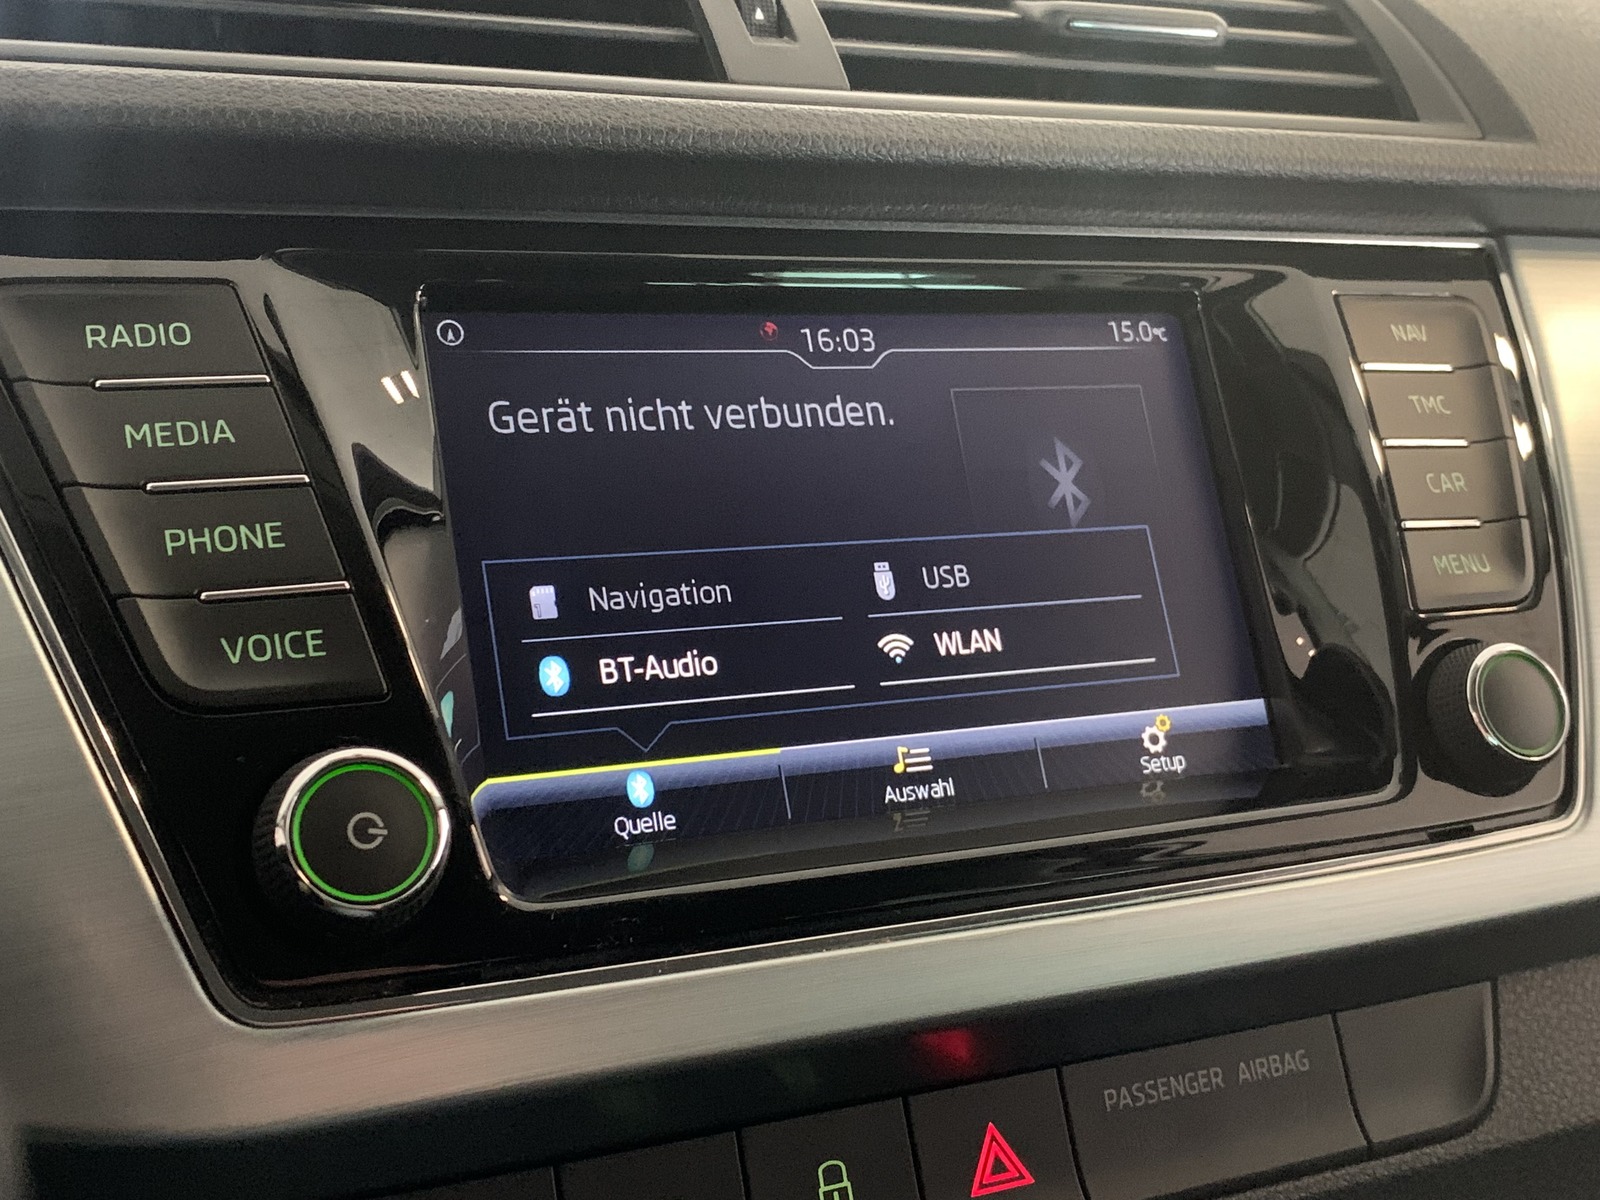 RADIO
MEDIA
PHONE
VOICE
16:03
15.0°C
Gerät nicht verbunden.
Navigation
USB
BT-Audio
WLAN
Quelle
Auswahl
Setup
NAV
TMC
CAR
MENU
PASSENGER AIRBAG